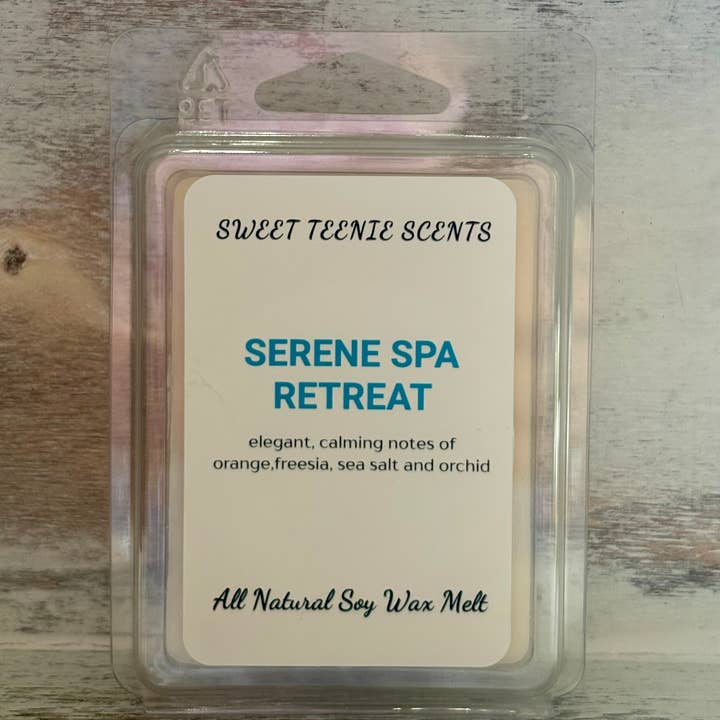 PET
SWEET TEENIE SCENTS
SERENE SPA
RETREAT
elegant, calming notes of
orange,freesia, sea salt and orchid
All Natural Soy Wax Melt